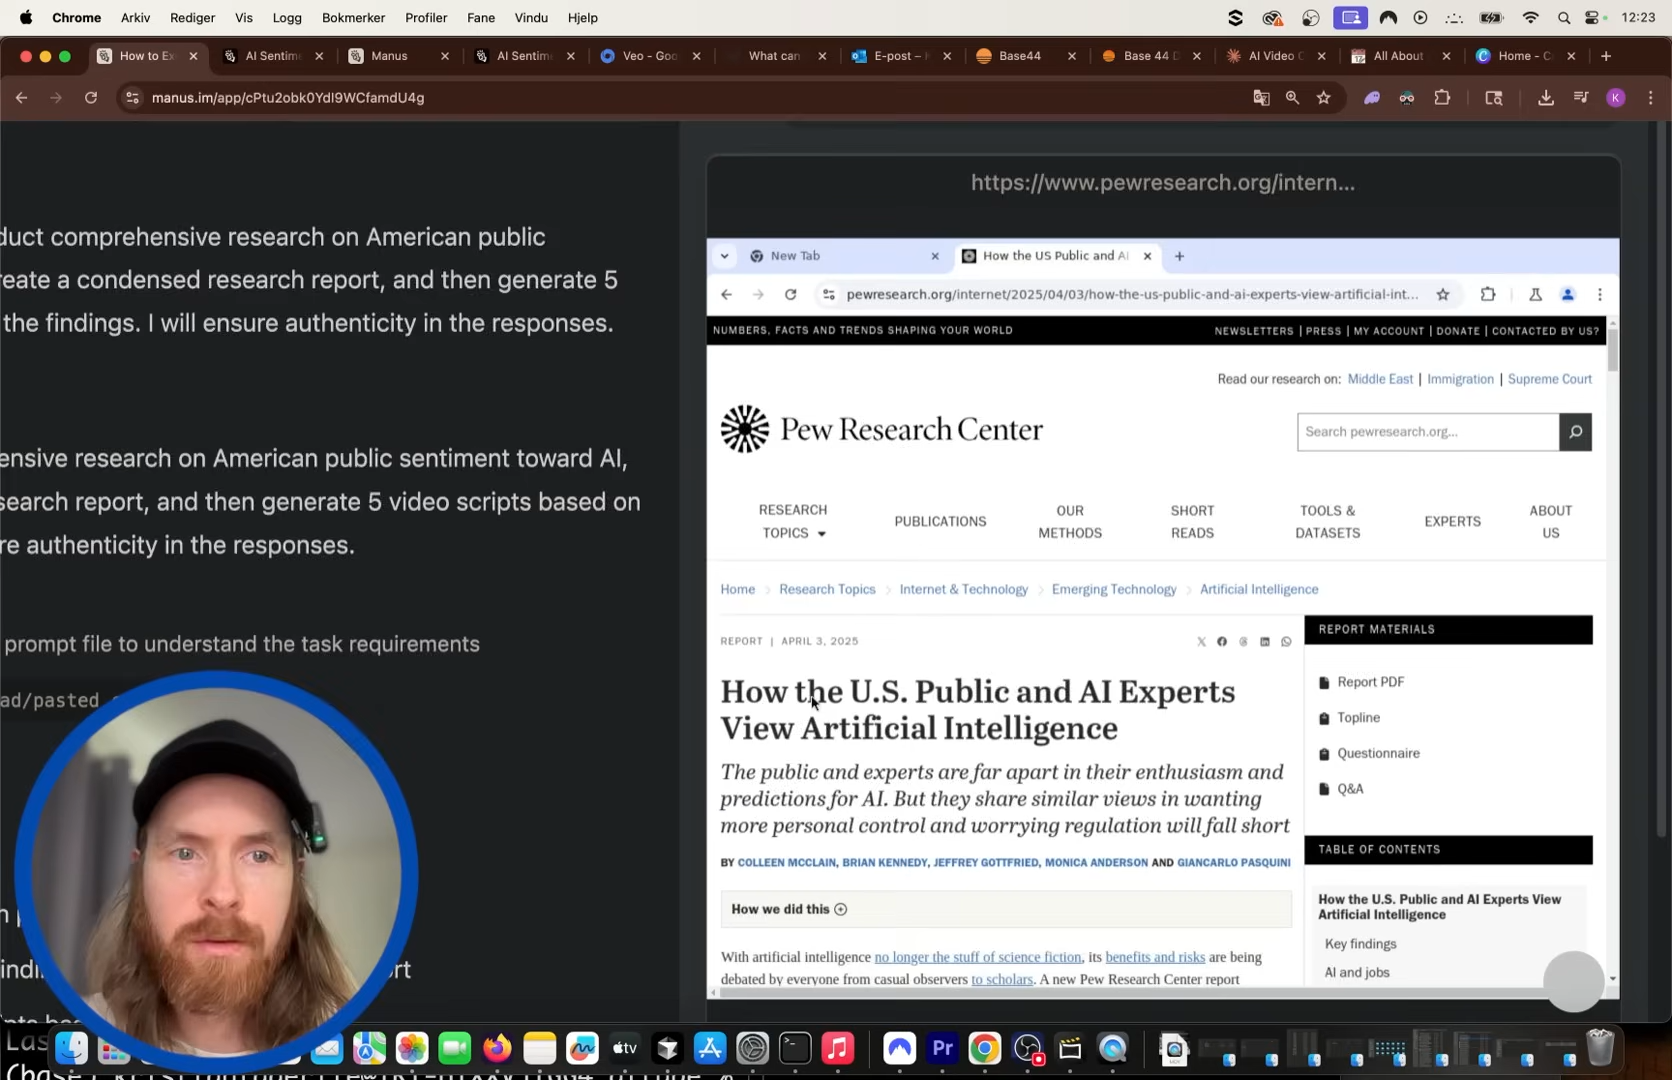 Chrome Arkiv Rediger Vis Logg Bokmerker Profiler Fane Vindu Hjelp 12:23
How to Ex AI Sentime Manus AI Sentim Veo - Goo What can E-post – Base44 Base 44 D AI Video C All About Home - C
manus.im/app/cPtu2obk0Ydl9WCfamdU4g K
https://www.pewresearch.org/intern...
duct comprehensive research on American public
reate a condensed research report, and then generate 5
the findings. I will ensure authenticity in the responses.
ensive research on American public sentiment toward AI,
search report, and then generate 5 video scripts based on
re authenticity in the responses.
prompt file to understand the task requirements
ad/pasted
New Tab How the US Public and AI
pewresearch.org/internet/2025/04/03/how-the-us-public-and-ai-experts-view-artificial-int...
NUMBERS, FACTS AND TRENDS SHAPING YOUR WORLD NEWSLETTERS | PRESS | MY ACCOUNT | DONATE | CONTACTED BY US?
Read our research on: Middle East | Immigration | Supreme Court
Pew Research Center Search pewresearch.org...
RESEARCH TOPICS PUBLICATIONS OUR METHODS SHORT READS TOOLS & DATASETS EXPERTS ABOUT US
Home Research Topics Internet & Technology Emerging Technology Artificial Intelligence
REPORT | APRIL 3, 2025
How the U.S. Public and AI Experts
View Artificial Intelligence
The public and experts are far apart in their enthusiasm and
predictions for AI. But they share similar views in wanting
more personal control and worrying regulation will fall short
BY COLLEEN MCCLAIN, BRIAN KENNEDY, JEFFREY GOTTFRIED, MONICA ANDERSON AND GIANCARLO PASQUINI
How we did this
With artificial intelligence no longer the stuff of science fiction, its benefits and risks are being
debated by everyone from casual observers to scholars. A new Pew Research Center report
REPORT MATERIALS
Report PDF
Topline
Questionnaire
Q&A
TABLE OF CONTENTS
How the U.S. Public and AI Experts View
Artificial Intelligence
Key findings
AI and jobs
tv
Pr